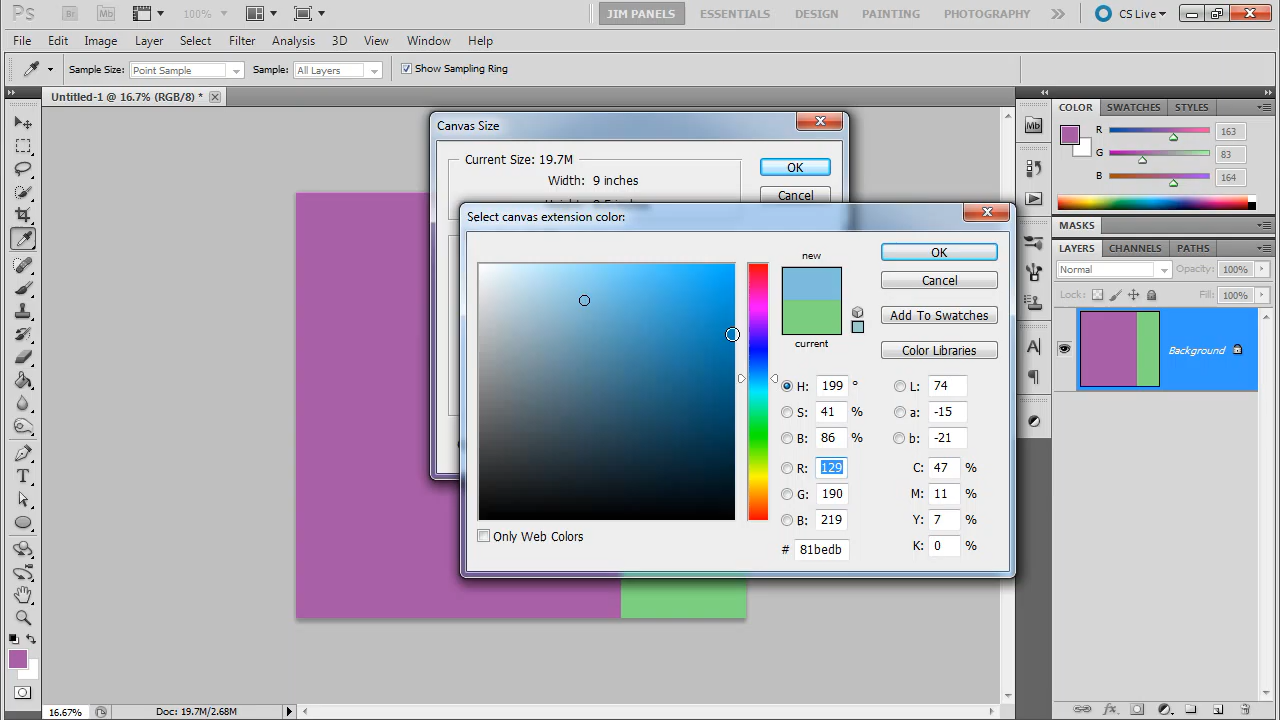 Ps Br Mb 100% JIM PANELS ESSENTIALS DESIGN PAINTING PHOTOGRAPHY CS Live
File Edit Image Layer Select Filter Analysis 3D View Window Help
Sample Size: Point Sample Sample: All Layers Show Sampling Ring
Untitled-1 @ 16.7% (RGB/8) *
Canvas Size
Current Size: 19.7M
Width: 9 inches
OK
Cancel
Select canvas extension color:
new
current
OK
Cancel
Add To Swatches
Color Libraries
H: 199 °
S: 41 %
B: 86 %
R: 129
G: 190
B: 219
# 81bedb
L: 74
a: -15
b: -21
C: 47 %
M: 11 %
Y: 7 %
K: 0 %
Only Web Colors
Mb
A
COLOR SWATCHES STYLES
R 163
G 83
B 164
MASKS
LAYERS CHANNELS PATHS
Normal Opacity: 100%
Lock: Fill: 100%
Background
T
fx
16.67% Doc: 19.7M/2.68M